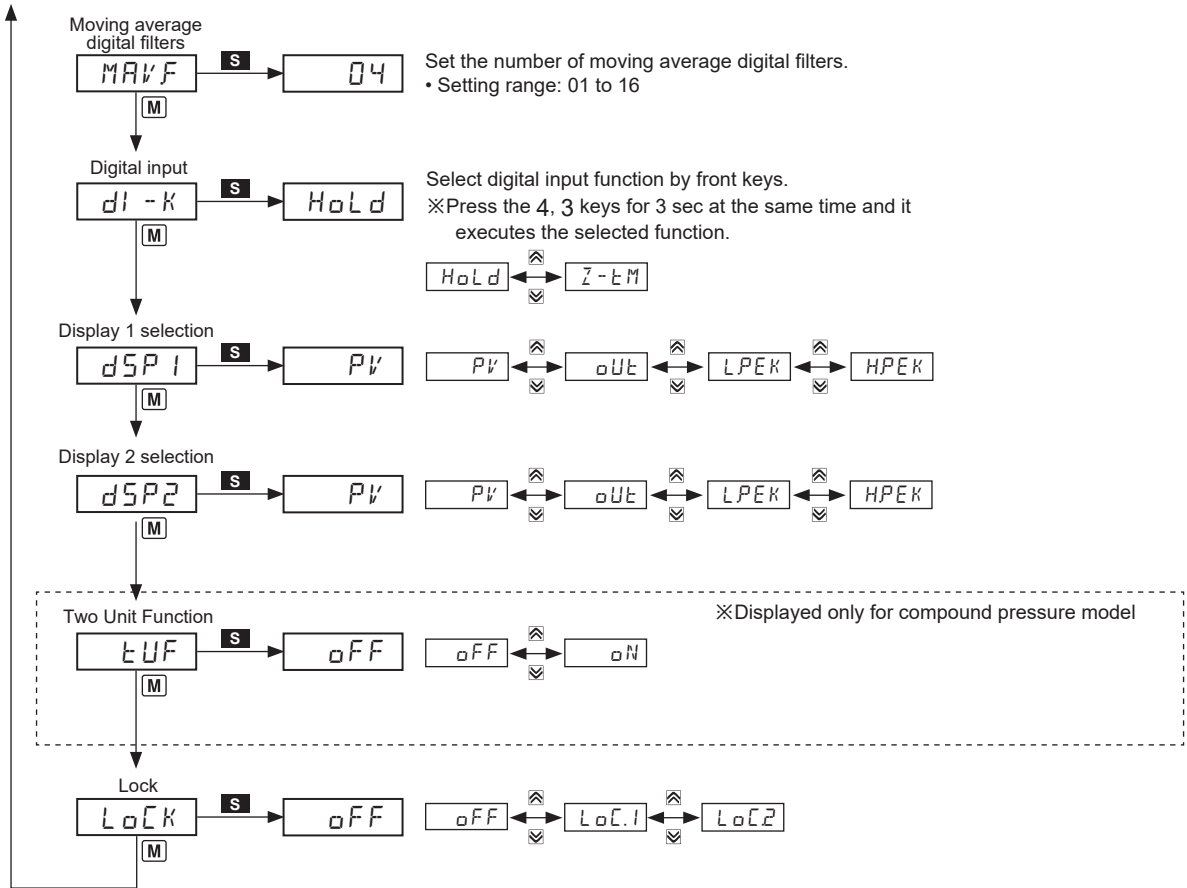 Moving average
digital filters
MAVF S 04
Set the number of moving average digital filters.
• Setting range: 01 to 16
M
Digital input
dI -K S HoLd
Select digital input function by front keys.
※Press the 4, 3 keys for 3 sec at the same time and it
executes the selected function.
M
HoLd Z-tM
Display 1 selection
dSP1 S PV PV oUt LPEK HPEK
M
Display 2 selection
dSP2 S PV PV oUt LPEK HPEK
M
Two Unit Function
※Displayed only for compound pressure model
tUF S oFF oFF oN
M
Lock
LoCK S oFF oFF LoC.1 LoC.2
M